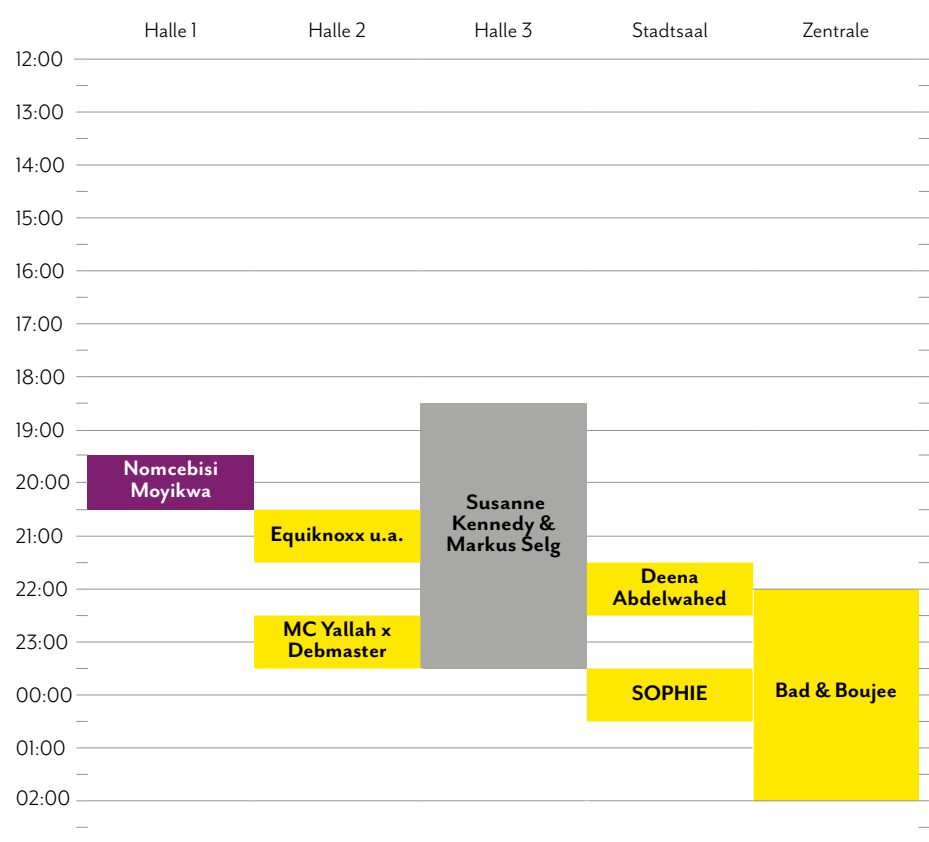 Halle 1 Halle 2 Halle 3 Stadtsaal Zentrale
12:00
13:00
14:00
15:00
16:00
17:00
18:00
19:00
Nomcebisi
Moyikwa
20:00
Susanne
Kennedy &
Markus Selg
Equiknoxx u.a.
21:00
Deena
Abdelwahed
22:00
MC Yallah x
Debmaster
23:00
SOPHIE
Bad & Boujee
00:00
01:00
02:00